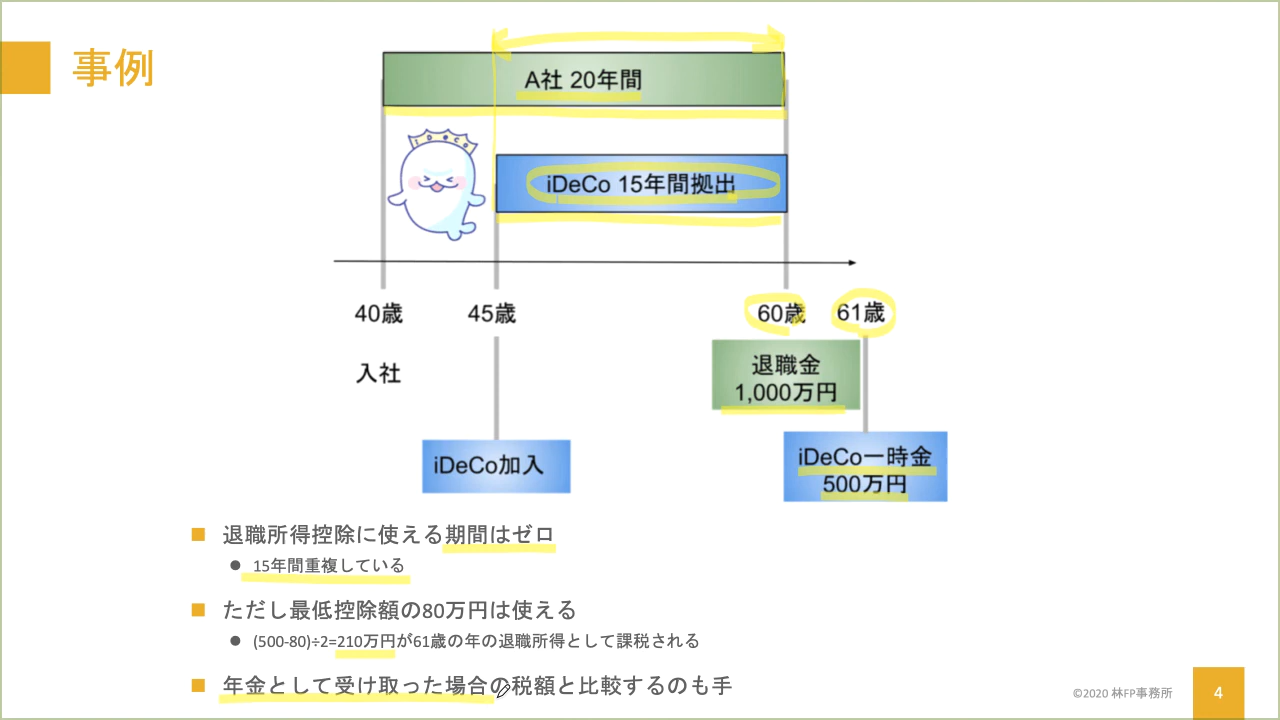 事例
A社 20年間
iDeCo
iDeCo 15年間拠出
40歳
45歳
60歳
61歳
入社
退職金
1,000万円
iDeCo加入
iDeCo一時金
500万円
退職所得控除に使える期間はゼロ
15年間重複している
ただし最低控除額の80万円は使える
(500-80)÷2=210万円が61歳の年の退職所得として課税される
年金として受け取った場合の税額と比較するのも手
©2020 林FP事務所
4